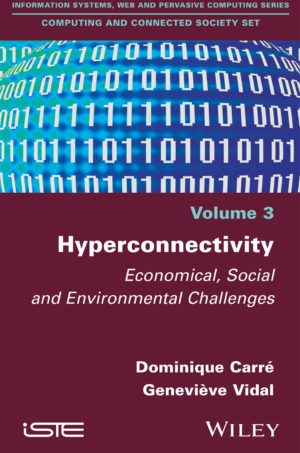 INFORMATION SYSTEMS, WEB AND PERVASIVE COMPUTING SERIES
COMPUTING AND CONNECTED SOCIETY SET
Volume 3
Hyperconnectivity
Economical, Social
and Environmental Challenges
Dominique Carré
Geneviève Vidal
iSTE
WILEY